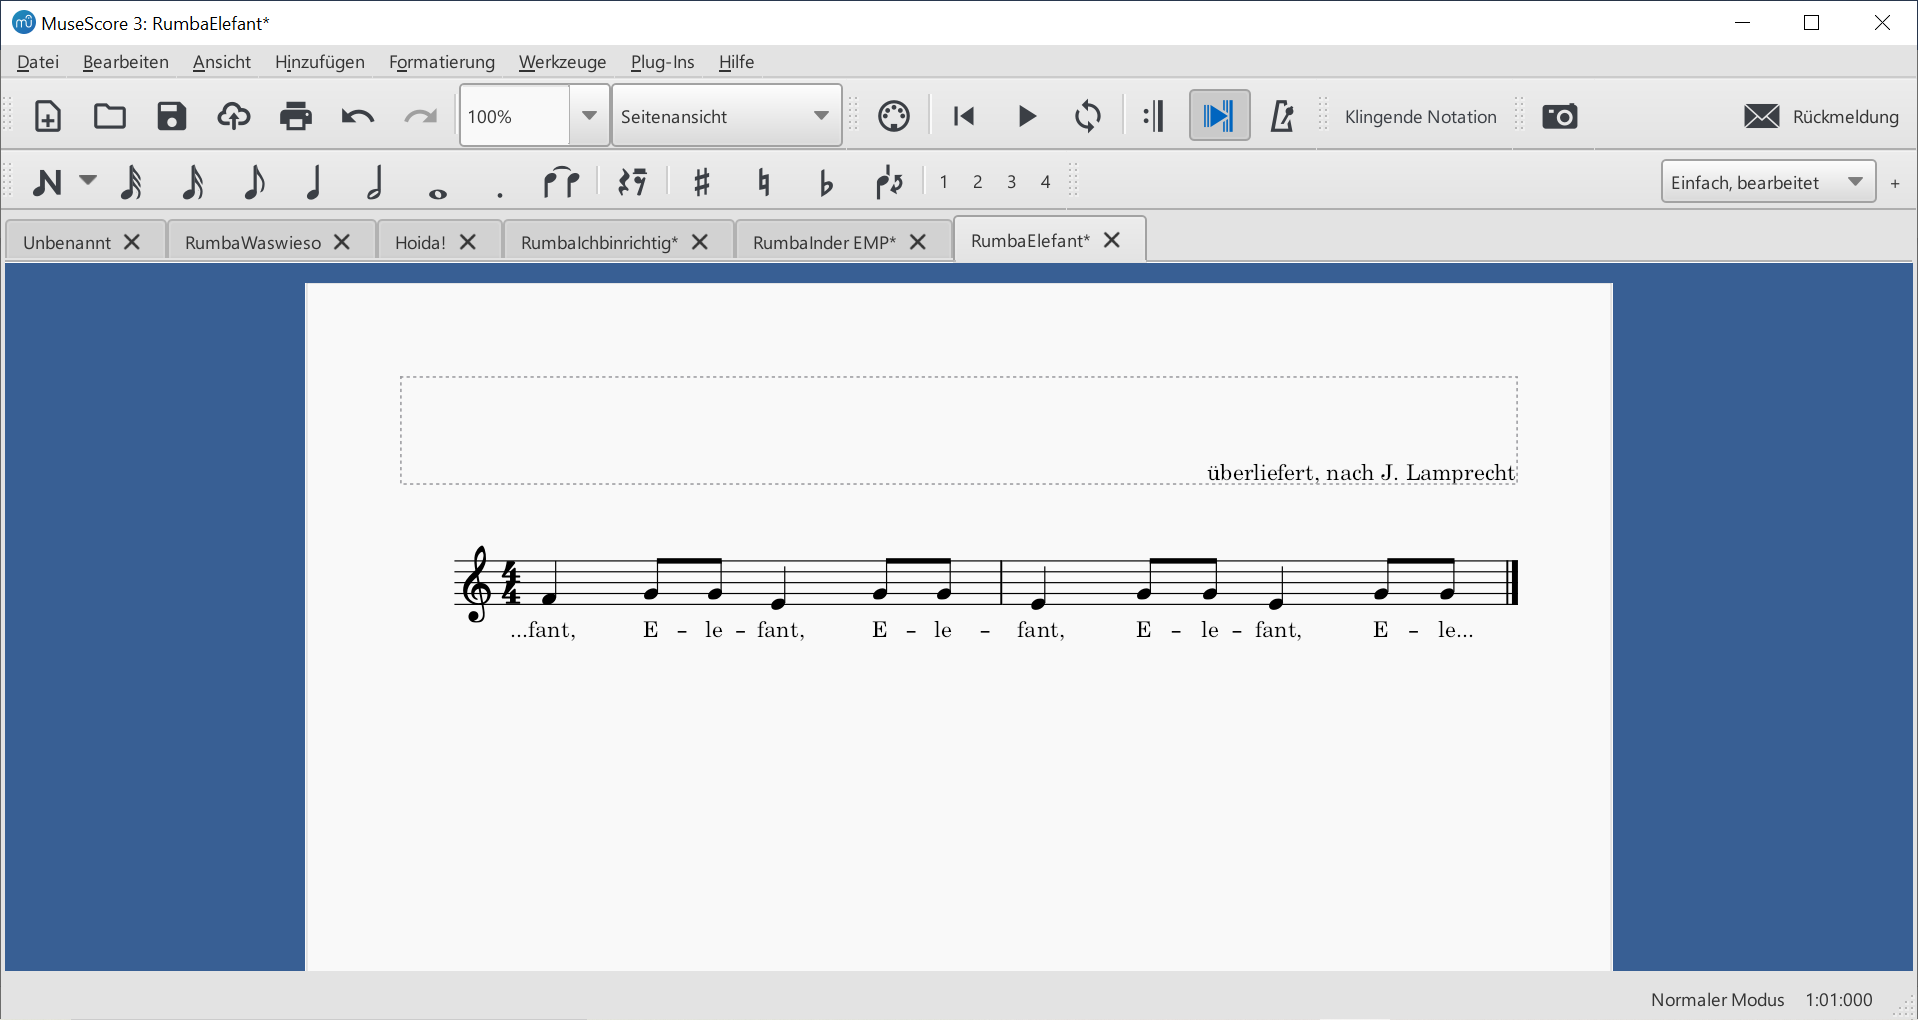 MuseScore 3: RumbaElefant*
Datei Bearbeiten Ansicht Hinzufügen Formatierung Werkzeuge Plug-Ins Hilfe
100% Seitenansicht Klingende Notation Rückmeldung
1 2 3 4 Einfach, bearbeitet +
Unbenannt RumbaWaswieso Hoida! RumbaIchbinrichtig* RumbaInder EMP* RumbaElefant*
überliefert, nach J. Lamprecht
4
4
...fant, E – le – fant, E – le – fant, E – le – fant, E – le...
Normaler Modus 1:01:000